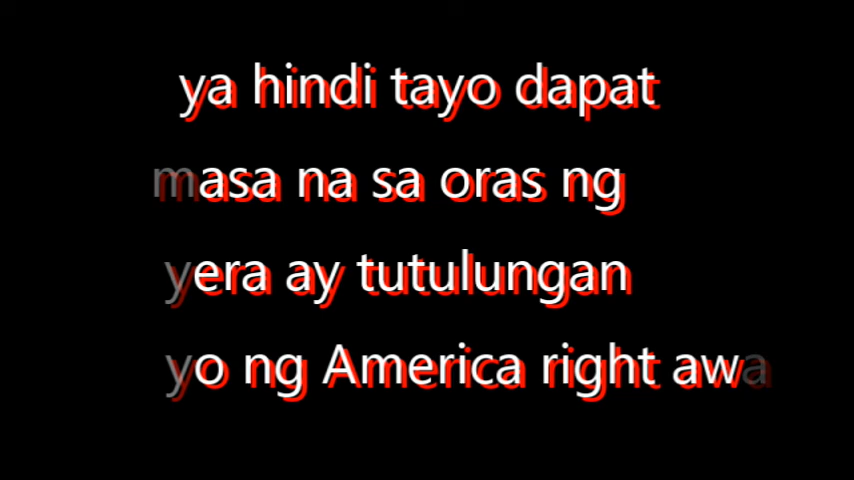 ya hindi tayo dapat
masa na sa oras ng
yera ay tutulungan
yo ng America right awa